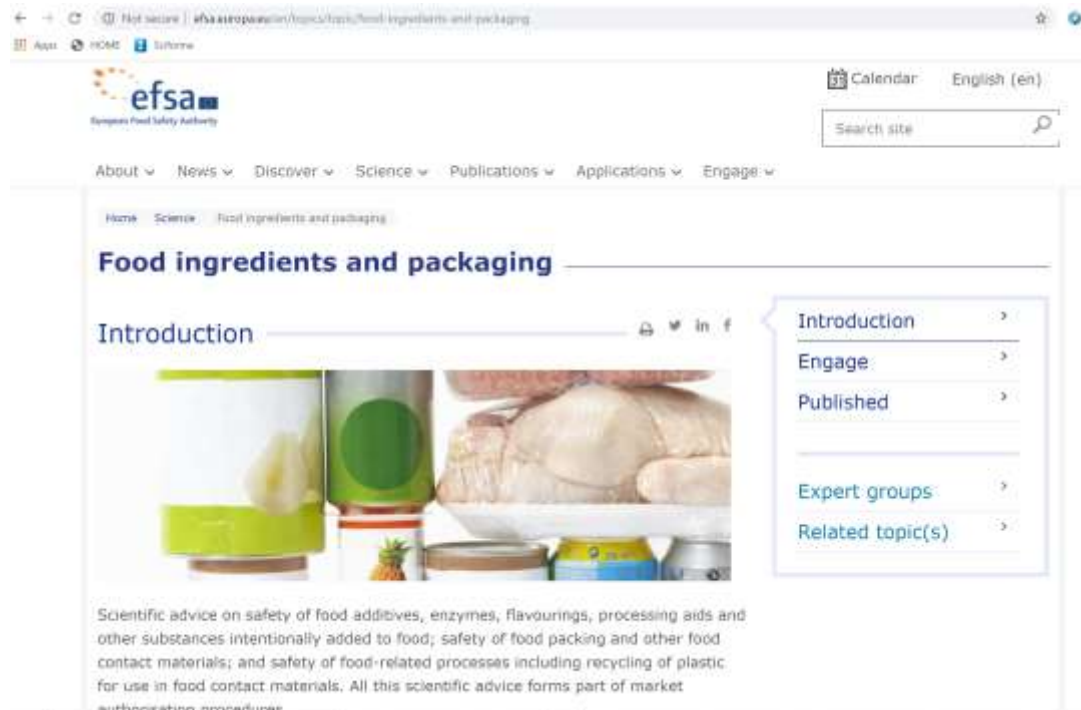 Not secure | efsa.europa.eu/en/topics/topic/food-ingredients-and-packaging
Apps HOME
Calendar English (en)
efsa
European Food Safety Authority
Search site
About News Discover Science Publications Applications Engage
Home Science Food ingredients and packaging
Food ingredients and packaging
Introduction
in f
Introduction
Engage
Published
Expert groups
Related topic(s)
Scientific advice on safety of food additives, enzymes, flavourings, processing aids and
other substances intentionally added to food; safety of food packing and other food
contact materials; and safety of food-related processes including recycling of plastic
for use in food contact materials. All this scientific advice forms part of market
authorisation procedures